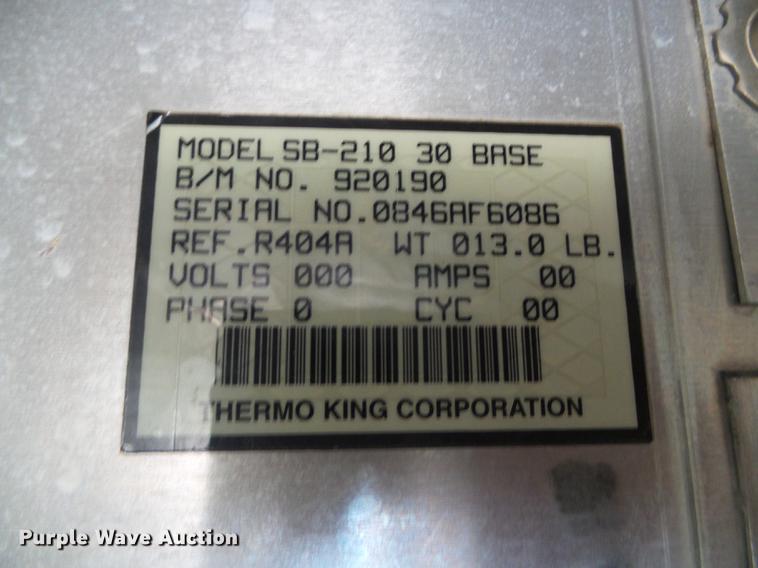 MODEL SB-210 30 BASE
B/M NO. 920190
SERIAL NO.0846AF6086
REF.R404A WT 013.0 LB.
VOLTS 000 AMPS 00
PHASE 0 CYC 00
THERMO KING CORPORATION
Purple Wave Auction